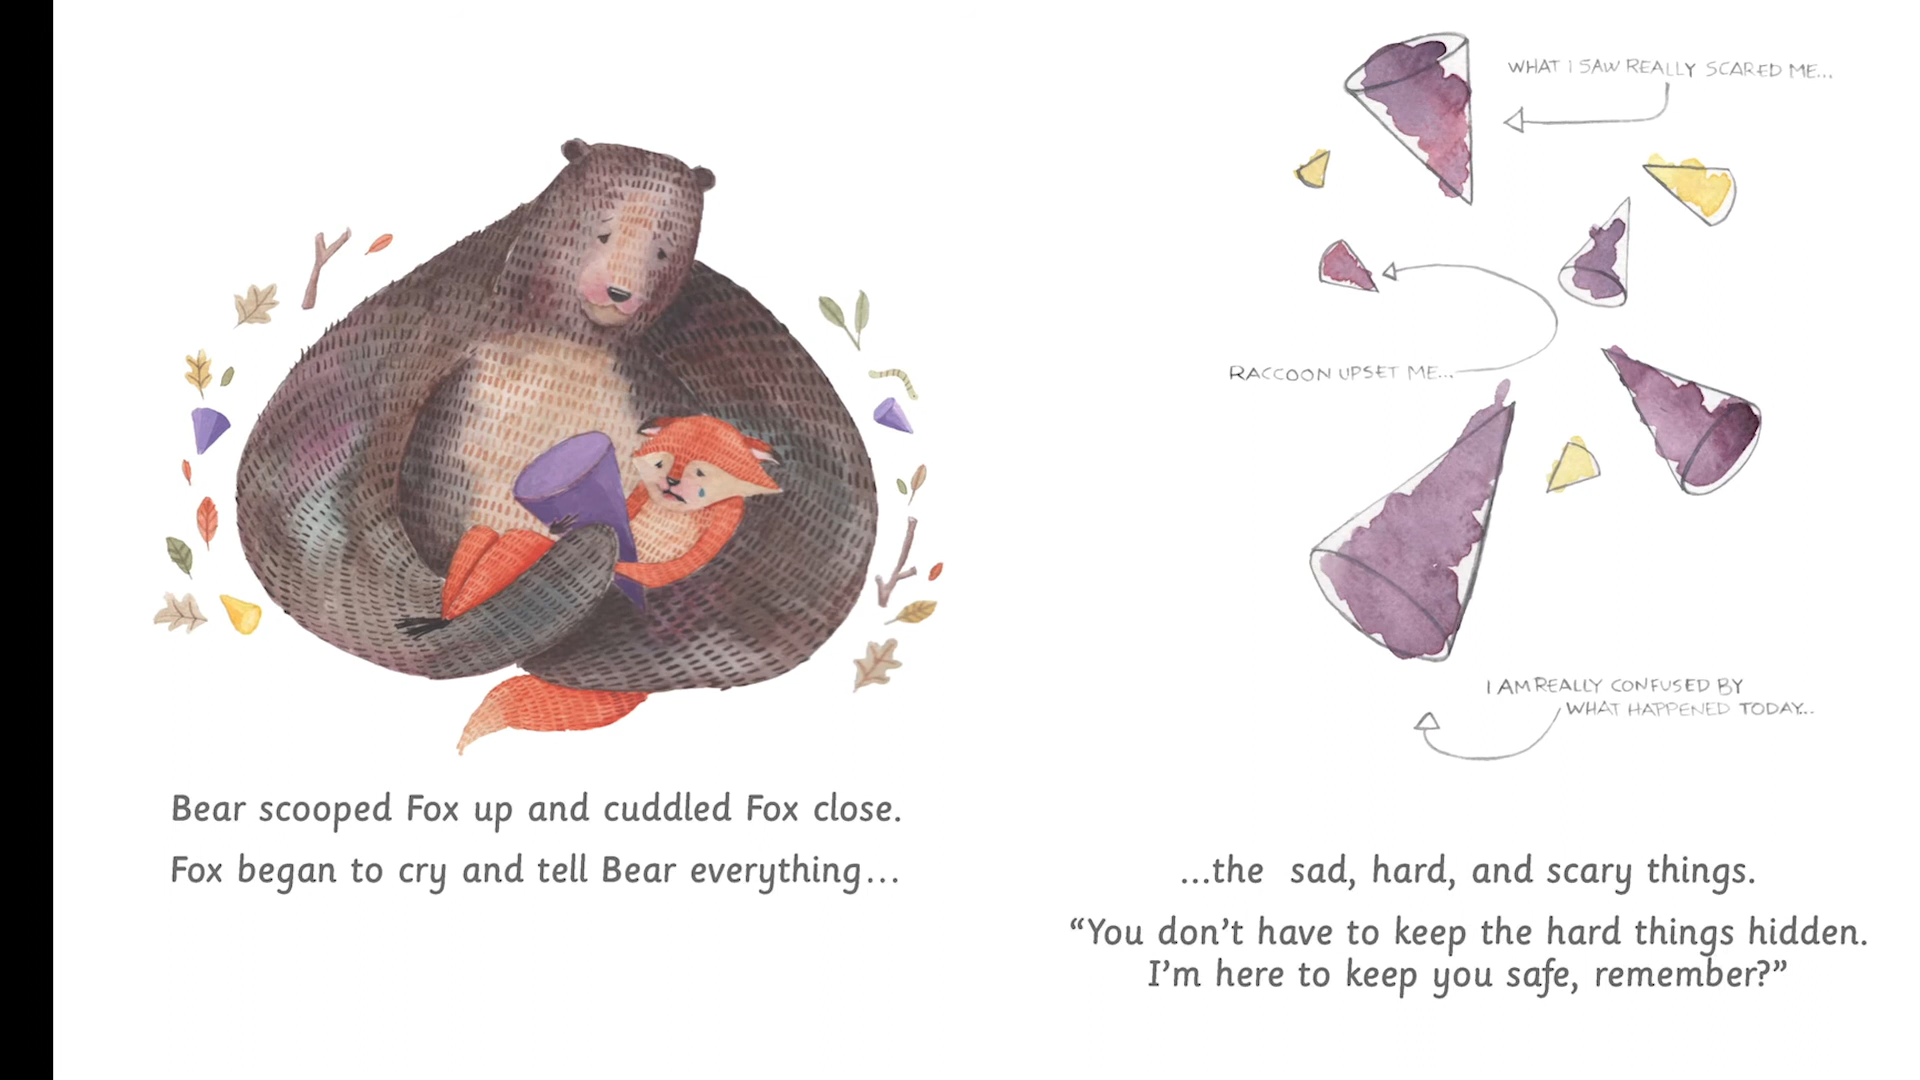 Bear scooped Fox up and cuddled Fox close.
Fox began to cry and tell Bear everything...
WHAT I SAW REALLY SCARED ME...
RACCOON UPSET ME...
I AM REALLY CONFUSED BY
WHAT HAPPENED TODAY...
...the sad, hard, and scary things.
“You don’t have to keep the hard things hidden.
I’m here to keep you safe, remember?”